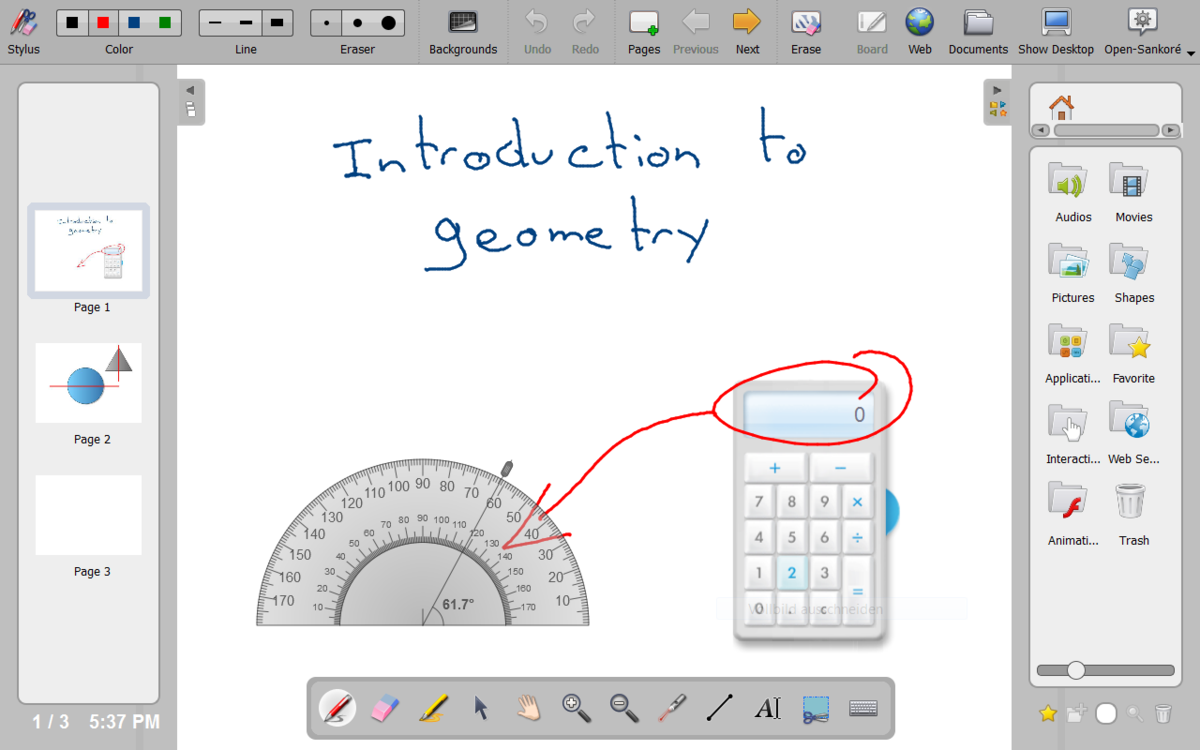 Stylus Color Line Eraser Backgrounds Undo Redo Pages Previous Next Erase Board Web Documents Show Desktop Open-Sankoré
Introduction to
geometry
Page 1
Page 2
Page 3
1 / 3 5:37 PM
Audios Movies
Pictures Shapes
Applicati... Favorite
Interacti... Web Se...
Animati... Trash
170 160 150 140 130 120 110 100 90 80 70 60 50 40 30 20 10
10 20 30 40 50 60 70 80 90 100 110 120 130 140 150 160 170
61.7°
0
+ −
7 8 9 ×
4 5 6 ÷
1 2 3
0 . c =
Vollbild ausschneiden
AI